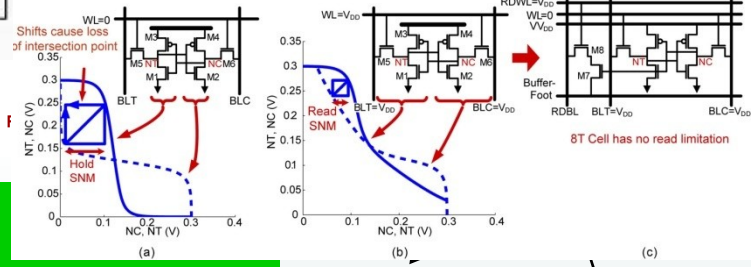 WL=0
Shifts cause loss
of intersection point
M3
M4
M5
NT
NC
M6
M1
M2
BLT
BLC
NT, NC (V)
0.35
0.3
0.25
0.2
0.15
0.1
0.05
0
Hold
SNM
0
0.1
0.2
0.3
0.4
NC, NT (V)
(a)
WL=VDD
M3
M4
M5
NT
NC
M6
M1
M2
BLT=VDD
BLC=VDD
NT, NC (V)
0.35
0.3
0.25
0.2
0.15
0.1
0.05
0
Read
SNM
0
0.1
0.2
0.3
0.4
NC, NT (V)
(b)
RDWL=VDD
WL=0
VVDD
M8
NT
NC
M7
Buffer-
Foot
RDBL
BLT=VDD
BLC=VDD
8T Cell has no read limitation
(c)